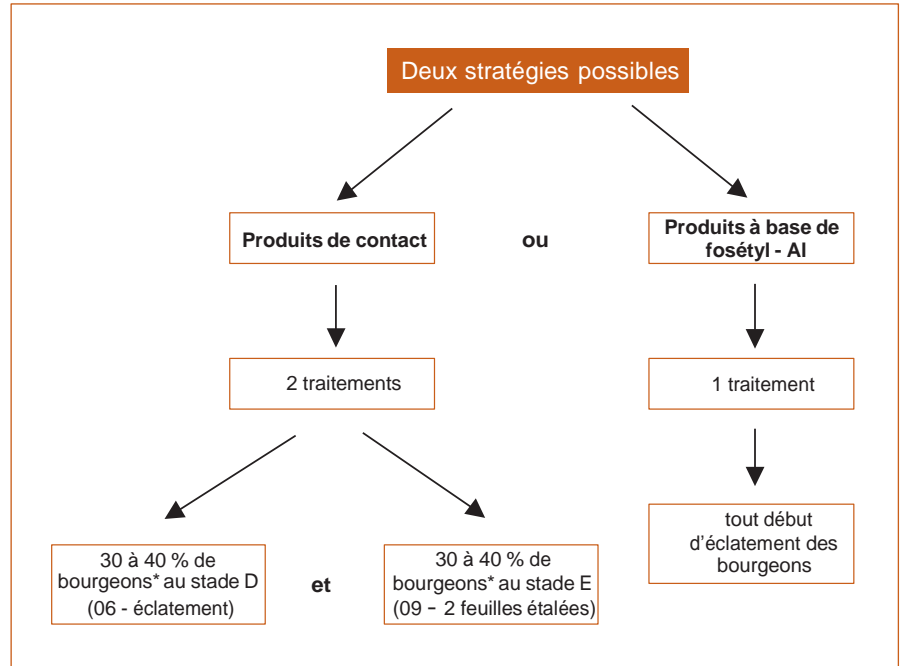 Deux stratégies possibles
Produits de contact
ou
Produits à base de
fosétyl - Al
2 traitements
1 traitement
30 à 40 % de
bourgeons* au stade D
(06 - éclatement)
et
30 à 40 % de
bourgeons* au stade E
(09 - 2 feuilles étalées)
tout début
d'éclatement des
bourgeons